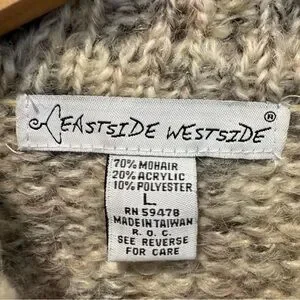 EASTSIDE WESTSIDE ®
70% MOHAIR
20% ACRYLIC
10% POLYESTER
L
RN 59478
MADE IN TAIWAN
R. O. C.
SEE REVERSE
FOR CARE